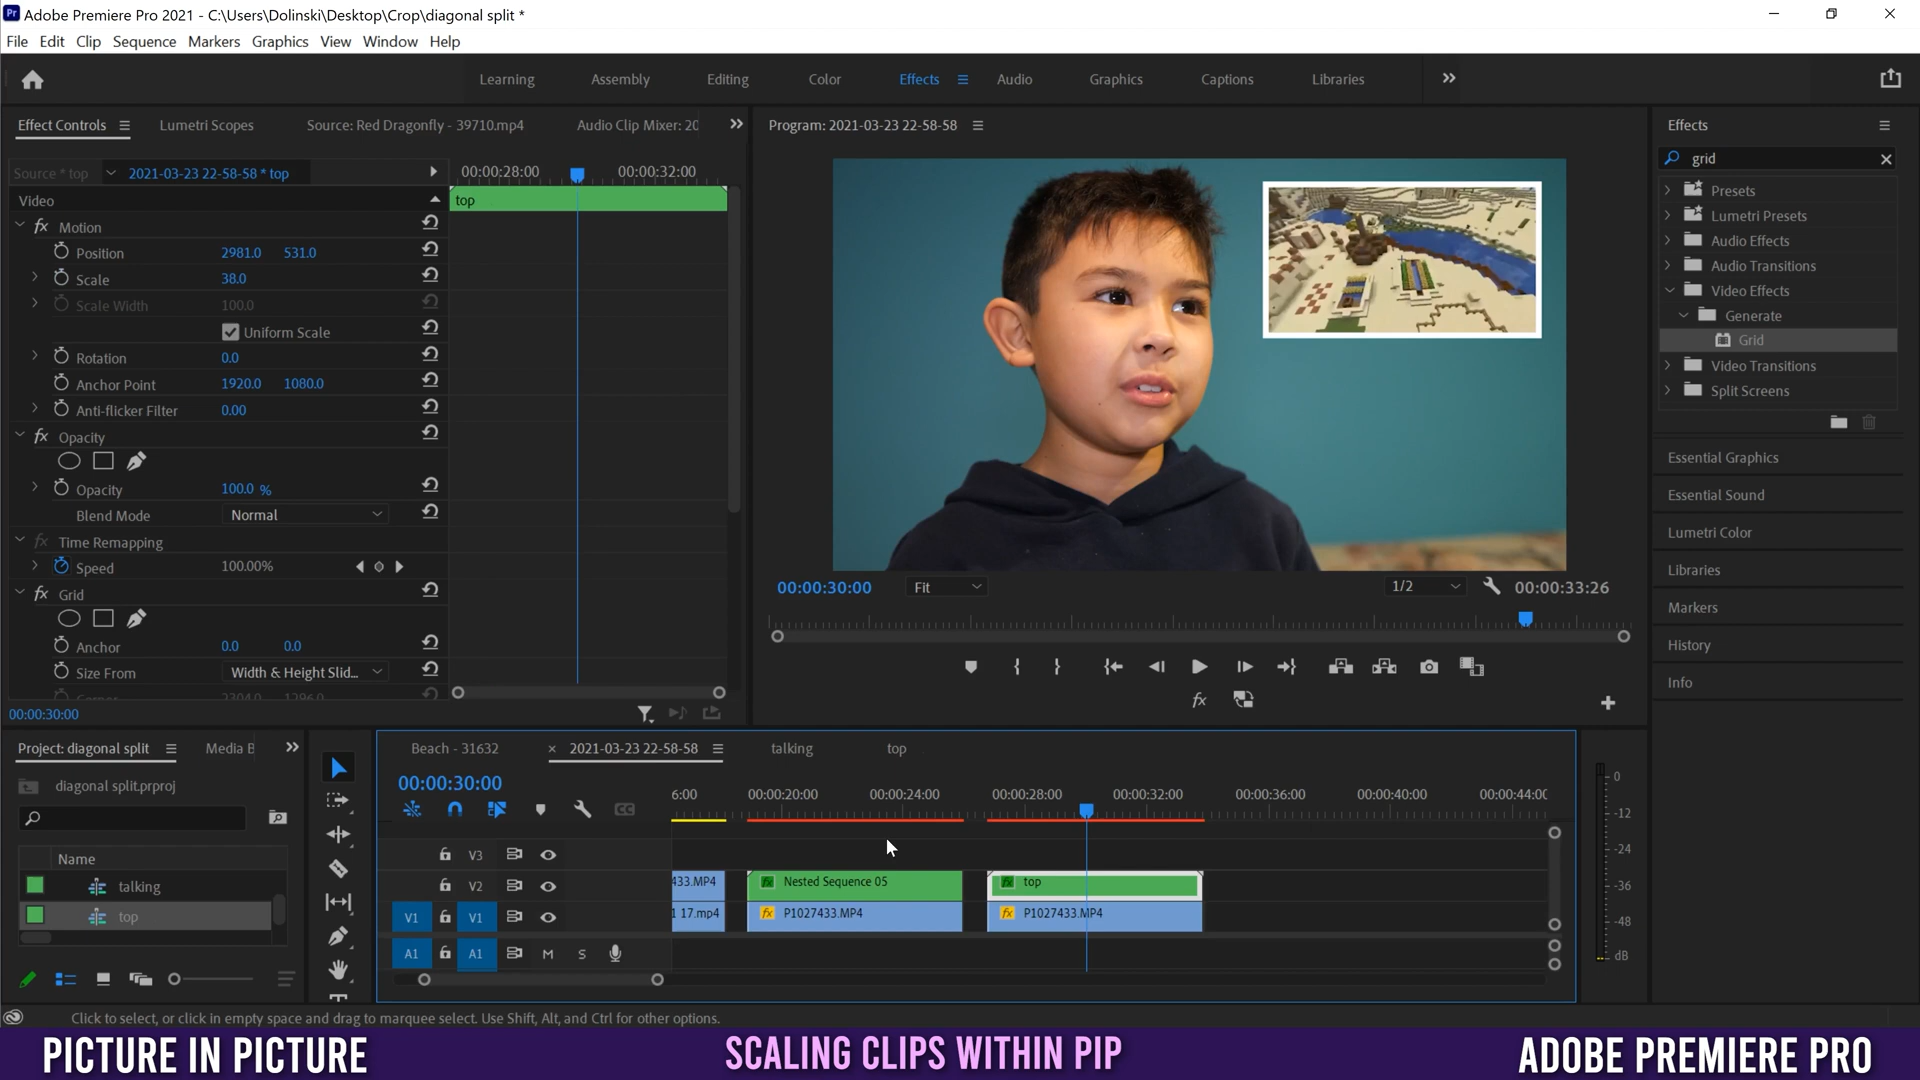 Adobe Premiere Pro 2021 - C:\Users\Dolinski\Desktop\Crop\diagonal split *
File Edit Clip Sequence Markers Graphics View Window Help
Learning Assembly Editing Color Effects Audio Graphics Captions Libraries
Effect Controls Lumetri Scopes Source: Red Dragonfly - 39710.mp4 Audio Clip Mixer: 20
Source * top 2021-03-23 22-58-58 * top
00:00:28:00 00:00:32:00
Video
top
Motion
Position 2981.0 531.0
Scale 38.0
Scale Width 100.0
Uniform Scale
Rotation 0.0
Anchor Point 1920.0 1080.0
Anti-flicker Filter 0.00
Opacity
Opacity 100.0 %
Blend Mode Normal
Time Remapping
Speed 100.00%
Grid
Anchor 0.0 0.0
Size From Width & Height Slid...
Corner 2304.0 1296.0
00:00:30:00
Program: 2021-03-23 22-58-58
00:00:30:00 Fit 1/2 00:00:33:26
Effects
grid
Presets
Lumetri Presets
Audio Effects
Audio Transitions
Video Effects
Generate
Grid
Video Transitions
Split Screens
Essential Graphics
Essential Sound
Lumetri Color
Libraries
Markers
History
Info
Project: diagonal split Media B
diagonal split.prproj
Name
talking
top
Beach - 31632 × 2021-03-23 22-58-58 talking top
00:00:30:00
6:00 00:00:20:00 00:00:24:00 00:00:28:00 00:00:32:00 00:00:36:00 00:00:40:00 00:00:44:00
V3
V2 433.MP4 fx Nested Sequence 05 fx top
V1 V1 1 17.mp4 fx P1027433.MP4 fx P1027433.MP4
A1 A1 M S
0
-12
-24
-36
-48
dB
Click to select, or click in empty space and drag to marquee select. Use Shift, Alt, and Ctrl for other options.
PICTURE IN PICTURE SCALING CLIPS WITHIN PIP ADOBE PREMIERE PRO